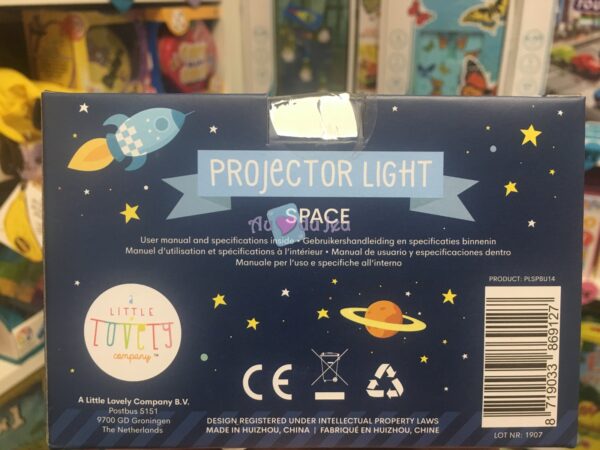 PROJECTOR LIGHT
SPACE
User manual and specifications inside • Gebruikershandleiding en specificaties binnenin
Manuel d'utilisation et spécifications à l'intérieur • Manual de usuario y especificaciones dentro
Manuale per l'uso e specifiche all'interno
PRODUCT: PLSPBU14
a
LITTLE
LOVELY
company™
A Little Lovely Company B.V.
Postbus 5151
9700 GD Groningen
The Netherlands
CE
DESIGN REGISTERED UNDER INTELLECTUAL PROPERTY LAWS
MADE IN HUIZHOU, CHINA | FABRIQUÉ EN HUIZHOU, CHINE
8 719033 869127
LOT NR: 1907